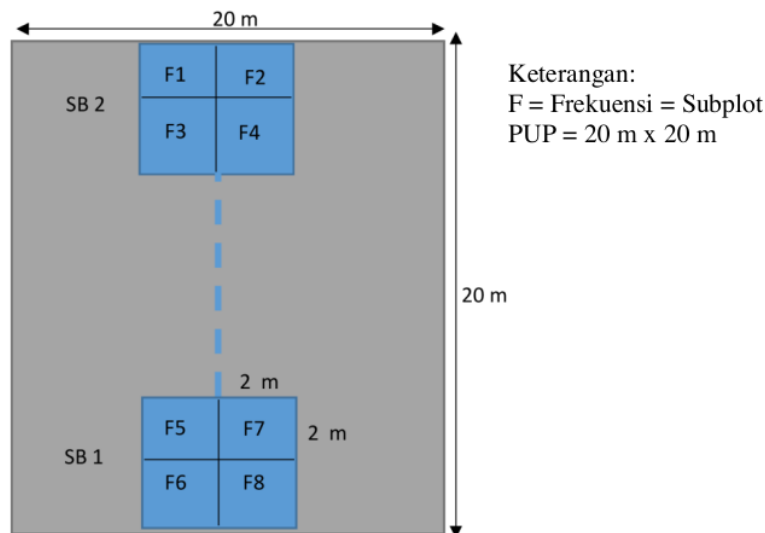 20 m
F1
F2
SB 2
F3
F4
Keterangan:
F = Frekuensi = Subplot
PUP = 20 m x 20 m
20 m
2 m
F5
F7
2 m
SB 1
F6
F8